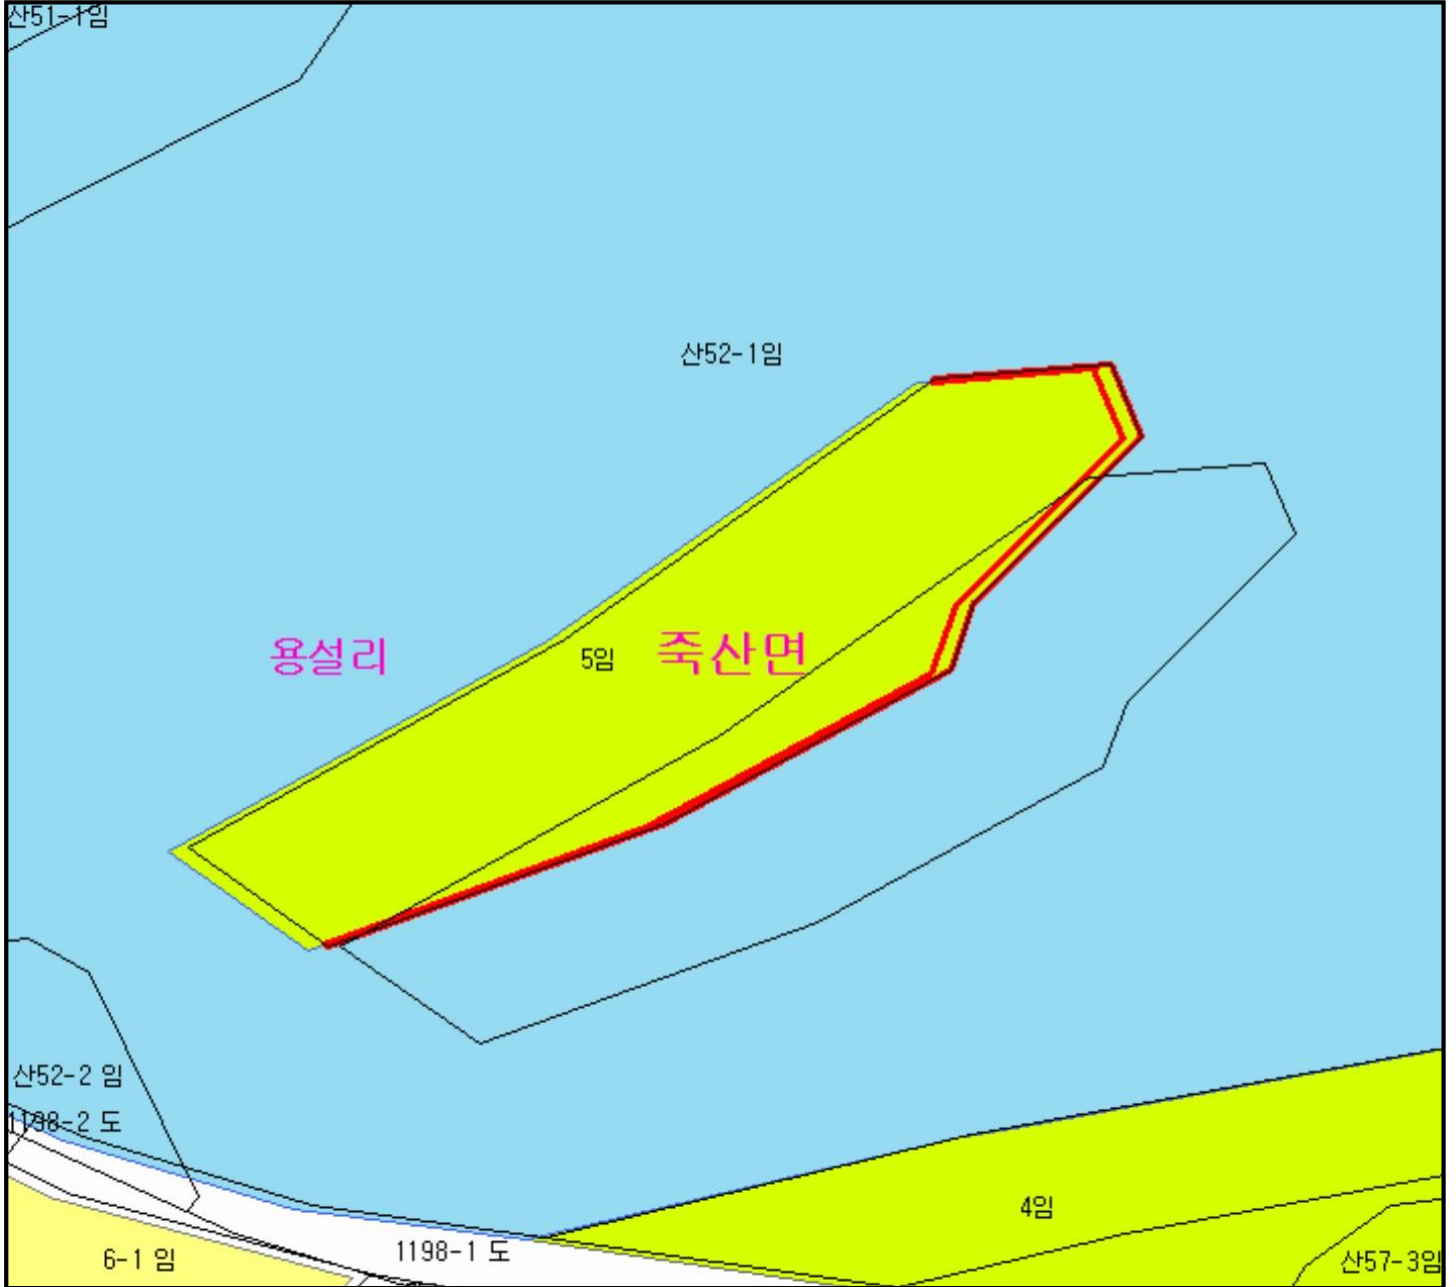 산51-1임
산52-1임
용설리
5임
죽산면
산52-2 임
1198-2 도
4임
1198-1 도
6-1 임
산57-3임